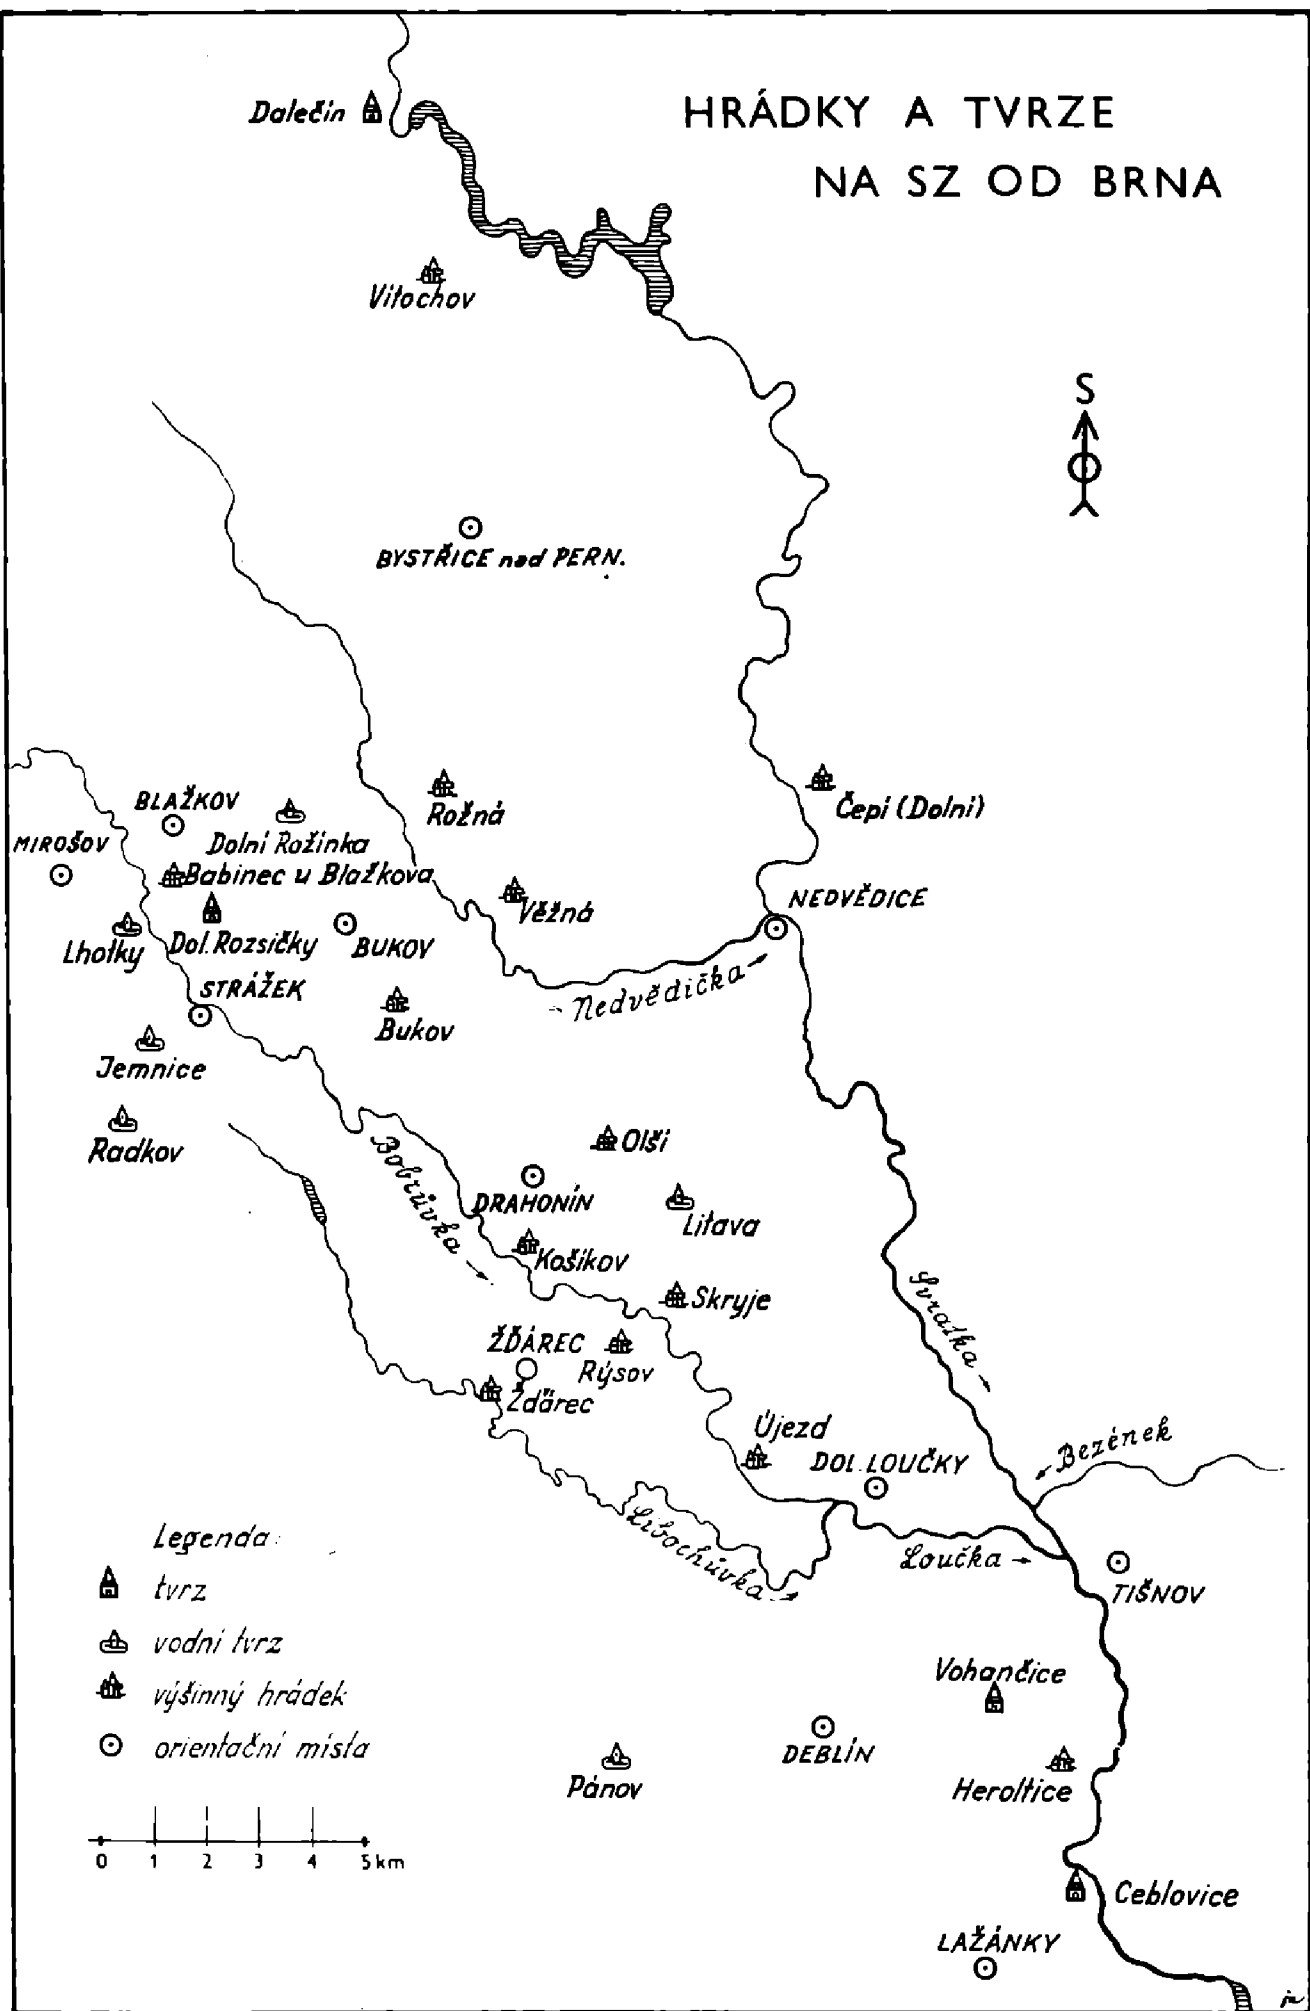 HRÁDKY A TVRZE
NA SZ OD BRNA
Dalečín
Vítochov
S
BYSTŘICE nad PERN.
Rožná
Čepí (Dolní)
BLAŽKOV
Dolní Rožínka
MIROŠOV
Babinec u Blažkova
Věžná
NEDVĚDICE
Lhotky
Dol. Rozsičky
BUKOV
STRÁŽEK
Nedvědička
Bukov
Jemnice
Radkov
Olší
Bobrůvka
DRAHONÍN
Litava
Košíkov
Skryje
Svratka
ŽĎÁREC
Rýsov
Žďárec
Újezd
DOL. LOUČKY
Bezének
Libochůvka
Loučka
TIŠNOV
Legenda:
tvrz
vodní tvrz
výšinný hrádek
orientační místa
Vohančice
DEBLÍN
Pánov
Heroltice
0 1 2 3 4 5 km
Ceblovice
LAŽÁNKY